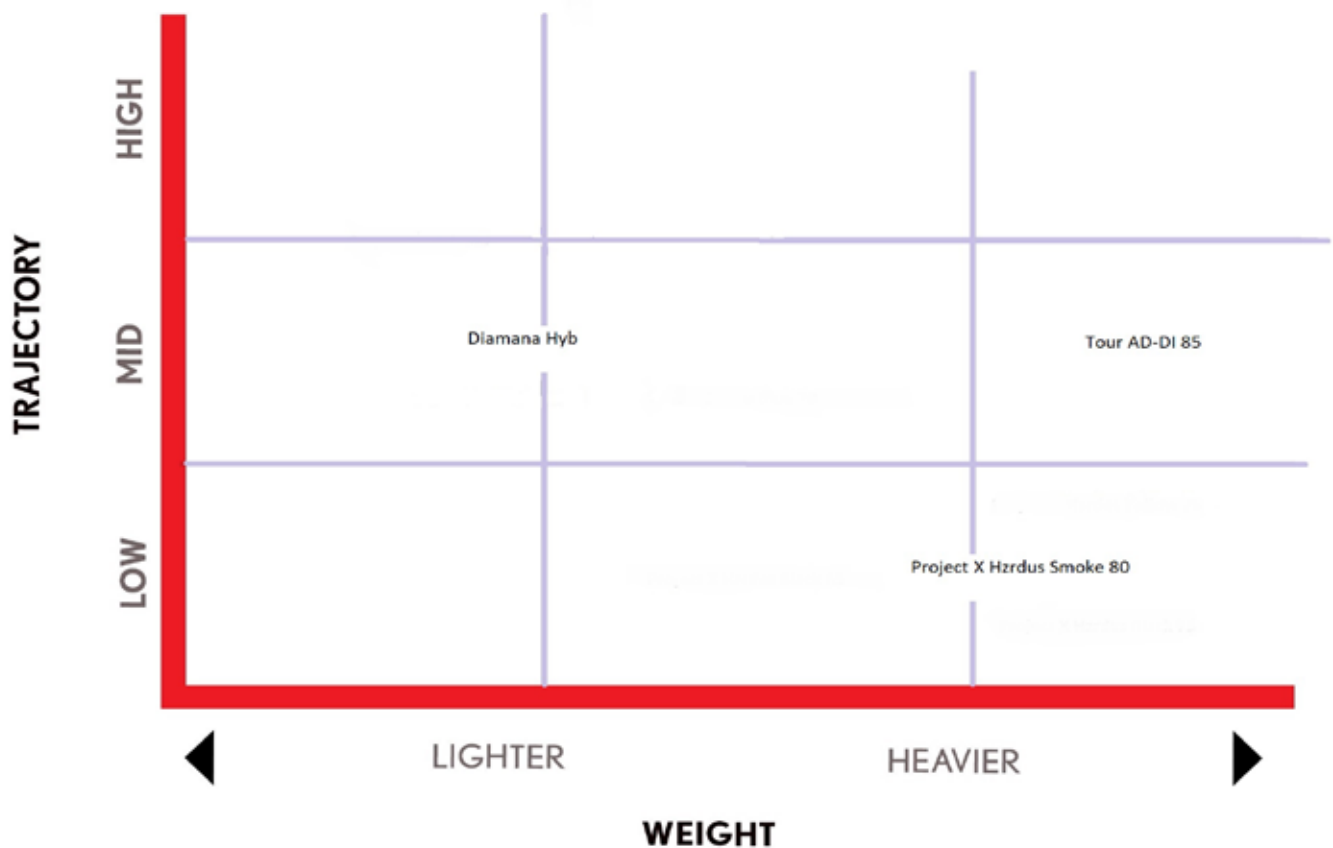 HIGH
TRAJECTORY
MID
Diamana Hyb
Tour AD-DI 85
LOW
Project X Hzrdus Smoke 80
LIGHTER
HEAVIER
WEIGHT